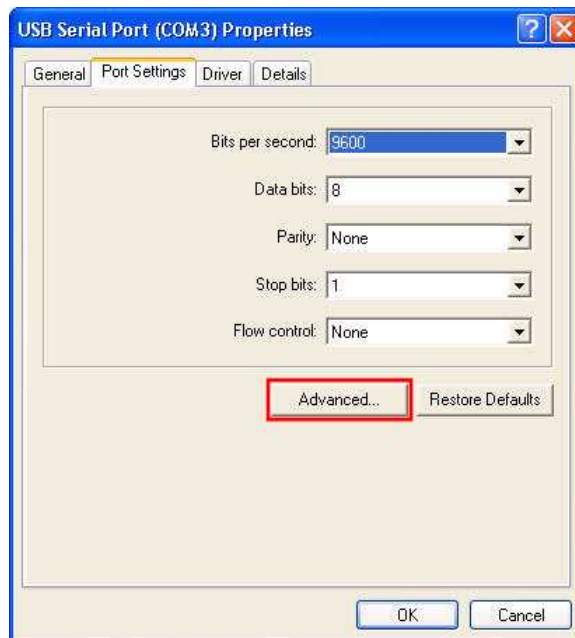 USB Serial Port (COM3) Properties
General Port Settings Driver Details
Bits per second: 9600
Data bits: 8
Parity: None
Stop bits: 1
Flow control: None
Advanced... Restore Defaults
OK Cancel